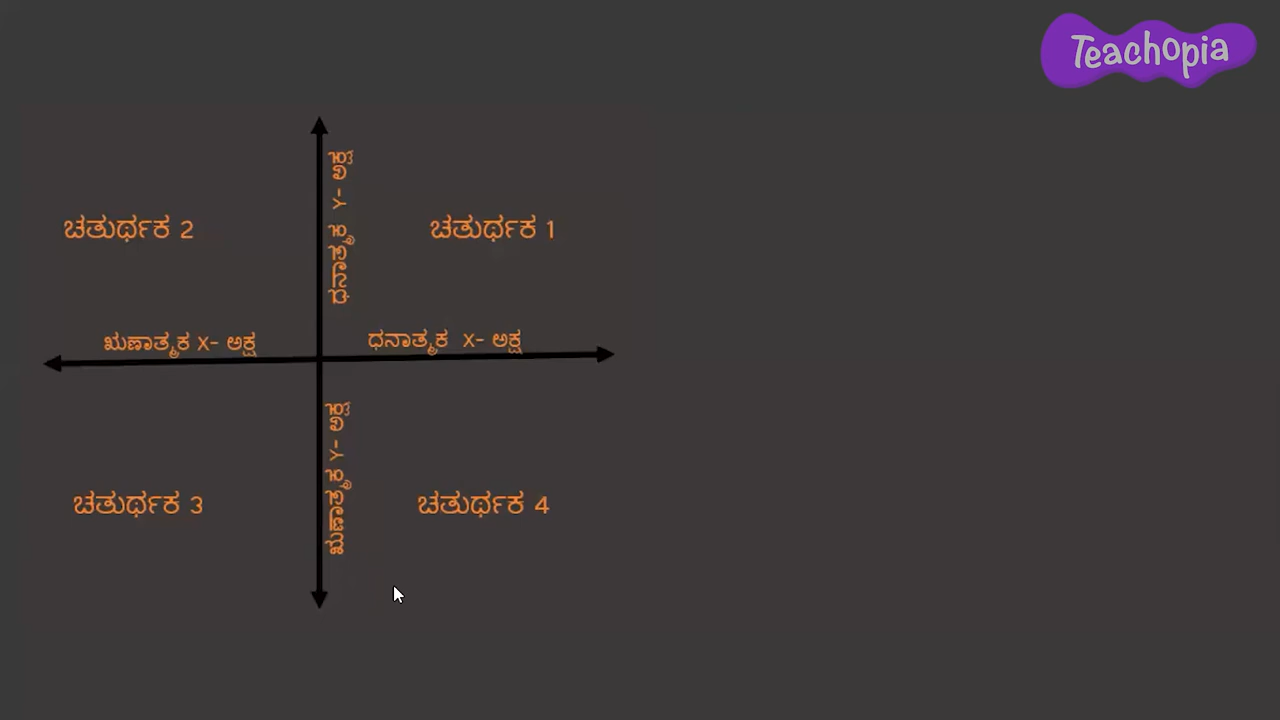 Teachopia
ಧನಾತ್ಮಕ Y- ಅಕ್ಷ
ಚತುರ್ಥಕ 2
ಚತುರ್ಥಕ 1
ಋಣಾತ್ಮಕ X- ಅಕ್ಷ
ಧನಾತ್ಮಕ X- ಅಕ್ಷ
ಋಣಾತ್ಮಕ Y- ಅಕ್ಷ
ಚತುರ್ಥಕ 3
ಚತುರ್ಥಕ 4